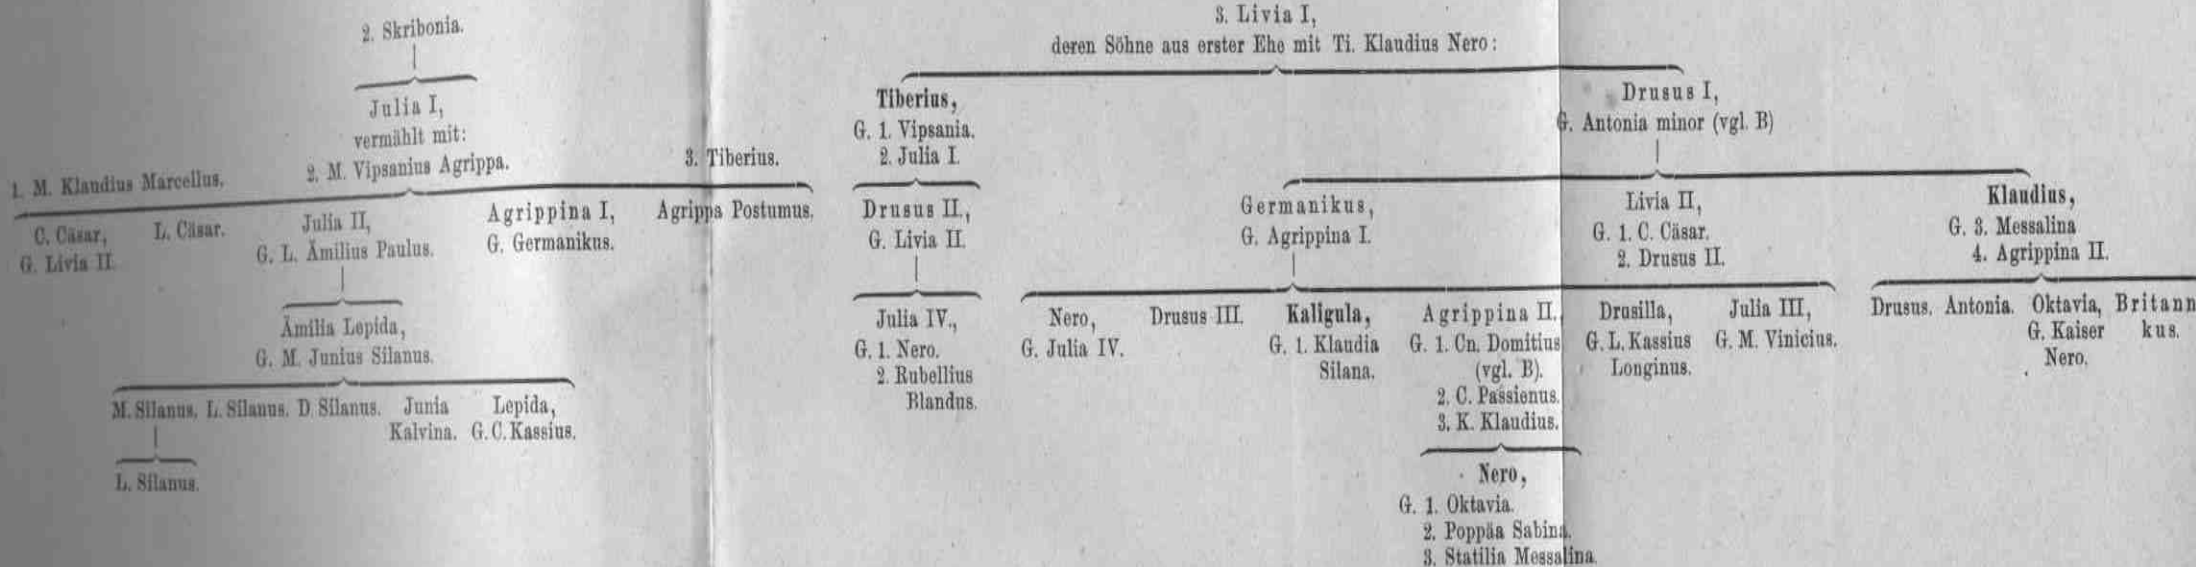 2. Skribonia.
Julia I,
vermählt mit:
1. M. Klaudius Marcellus.
2. M. Vipsanius Agrippa.
3. Tiberius.
C. Cäsar,
G. Livia II.
L. Cäsar.
Julia II,
G. L. Ämilius Paulus.
Agrippina I,
G. Germanikus.
Agrippa Postumus.
Ämilia Lepida,
G. M. Junius Silanus.
M. Silanus.
L. Silanus.
D. Silanus.
Junia
Kalvina.
Lepida,
G. C. Kassius.
L. Silanus.
3. Livia I,
deren Söhne aus erster Ehe mit Ti. Klaudius Nero:
Tiberius,
G. 1. Vipsania.
2. Julia I.
Drusus I,
G. Antonia minor (vgl. B)
Drusus II.,
G. Livia II.
Germanikus,
G. Agrippina I.
Livia II,
G. 1. C. Cäsar.
2. Drusus II.
Klaudius,
G. 3. Messalina
4. Agrippina II.
Julia IV.,
G. 1. Nero.
2. Rubellius
Blandus.
Nero,
G. Julia IV.
Drusus III.
Kaligula,
G. 1. Klaudia
Silana.
Agrippina II.,
G. 1. Cn. Domitius
(vgl. B).
2. C. Passienus.
3. K. Klaudius.
Drusilla,
G. L. Kassius
Longinus.
Julia III,
G. M. Vinicius.
Drusus.
Antonia.
Oktavia,
G. Kaiser
Nero.
Britann
kus.
Nero,
G. 1. Oktavia.
2. Poppäa Sabina.
3. Statilia Messalina.